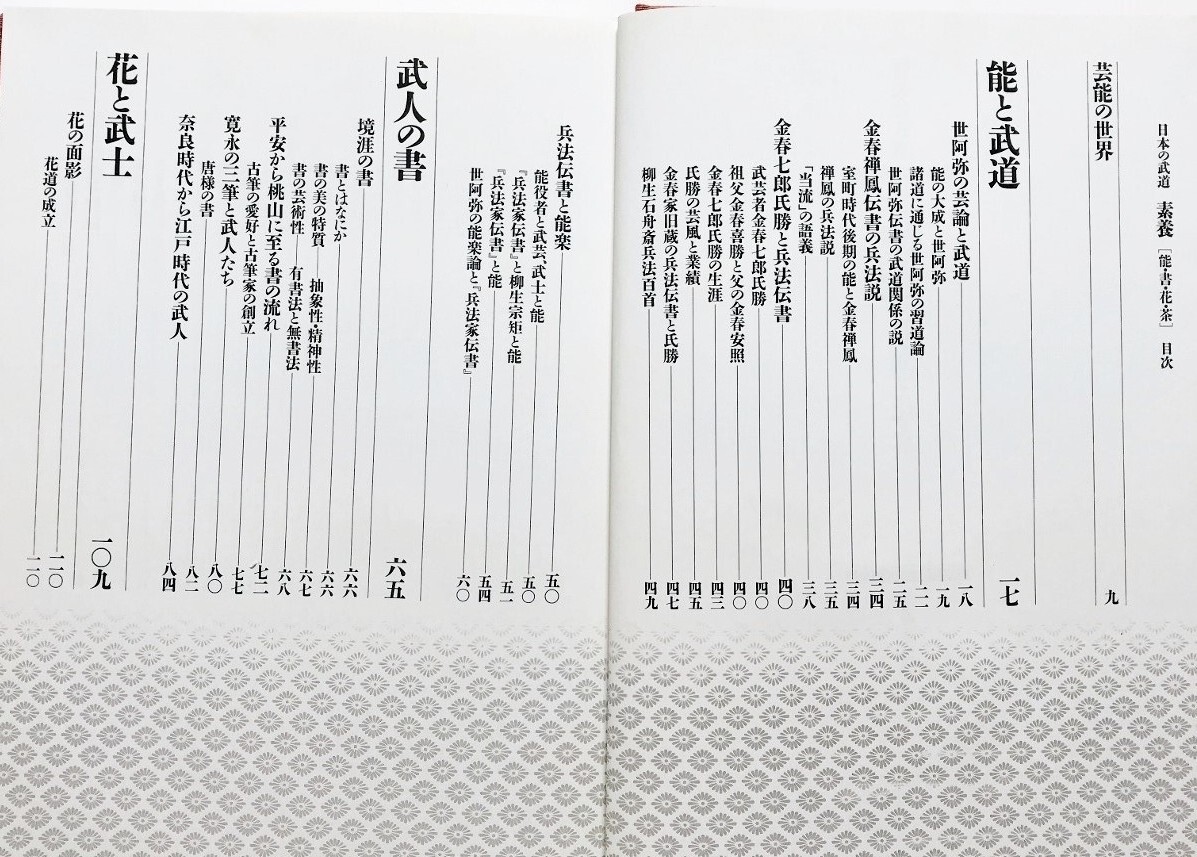 日本の武道 素養［能・書・花・茶］ 目次
芸能の世界 九
能と武道 一七
世阿弥の芸論と武道 一八
能の大成と世阿弥 一九
諸道に通じる世阿弥の習道論 二二
世阿弥伝書の武道関係の説 二五
金春禅鳳伝書の兵法説 三四
室町時代後期の能と金春禅鳳 三四
禅鳳の兵法説 三五
「当流」の語義 三八
金春七郎氏勝と兵法伝書 四〇
武芸者金春七郎氏勝 四〇
祖父金春喜勝と父の金春安照 四〇
金春七郎氏勝の生涯 四三
氏勝の芸風と業績 四五
金春家旧蔵の兵法伝書と氏勝 四七
柳生石舟斎兵法百首 四九
兵法伝書と能楽 五〇
能役者と武芸、武士と能 五〇
『兵法家伝書』と柳生宗矩と能 五一
『兵法家伝書』と能 五四
世阿弥の能楽論と『兵法家伝書』 六〇
武人の書 六五
境涯の書 六六
書とはなにか 六六
書の美の特質 抽象性・精神性 六七
書の芸術性 有書法と無書法 六八
平安から桃山に至る書の流れ 七二
古筆の愛好と古筆家の創立 七七
寛永の三筆と武人たち 八〇
唐様の書 八二
奈良時代から江戸時代の武人 八四
花と武士 一〇九
花の面影 一一〇
花道の成立 一一〇